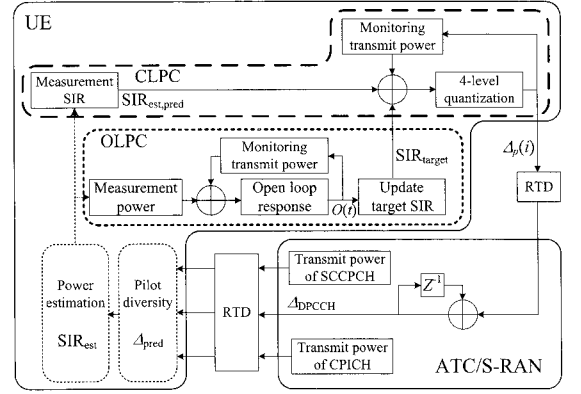 UE
Monitoring
transmit power
Measurement
SIR
CLPC
SIRest,pred
4-level
quantization
OLPC
Monitoring
transmit power
SIRtarget
Δp(i)
Measurement
power
Open loop
response
O(t)
Update
target SIR
RTD
Power
estimation
SIRest
Pilot
diversity
Δpred
RTD
Transmit power
of SCCPCH
ΔDPCCH
Z-1
Transmit power
of CPICH
ATC/S-RAN